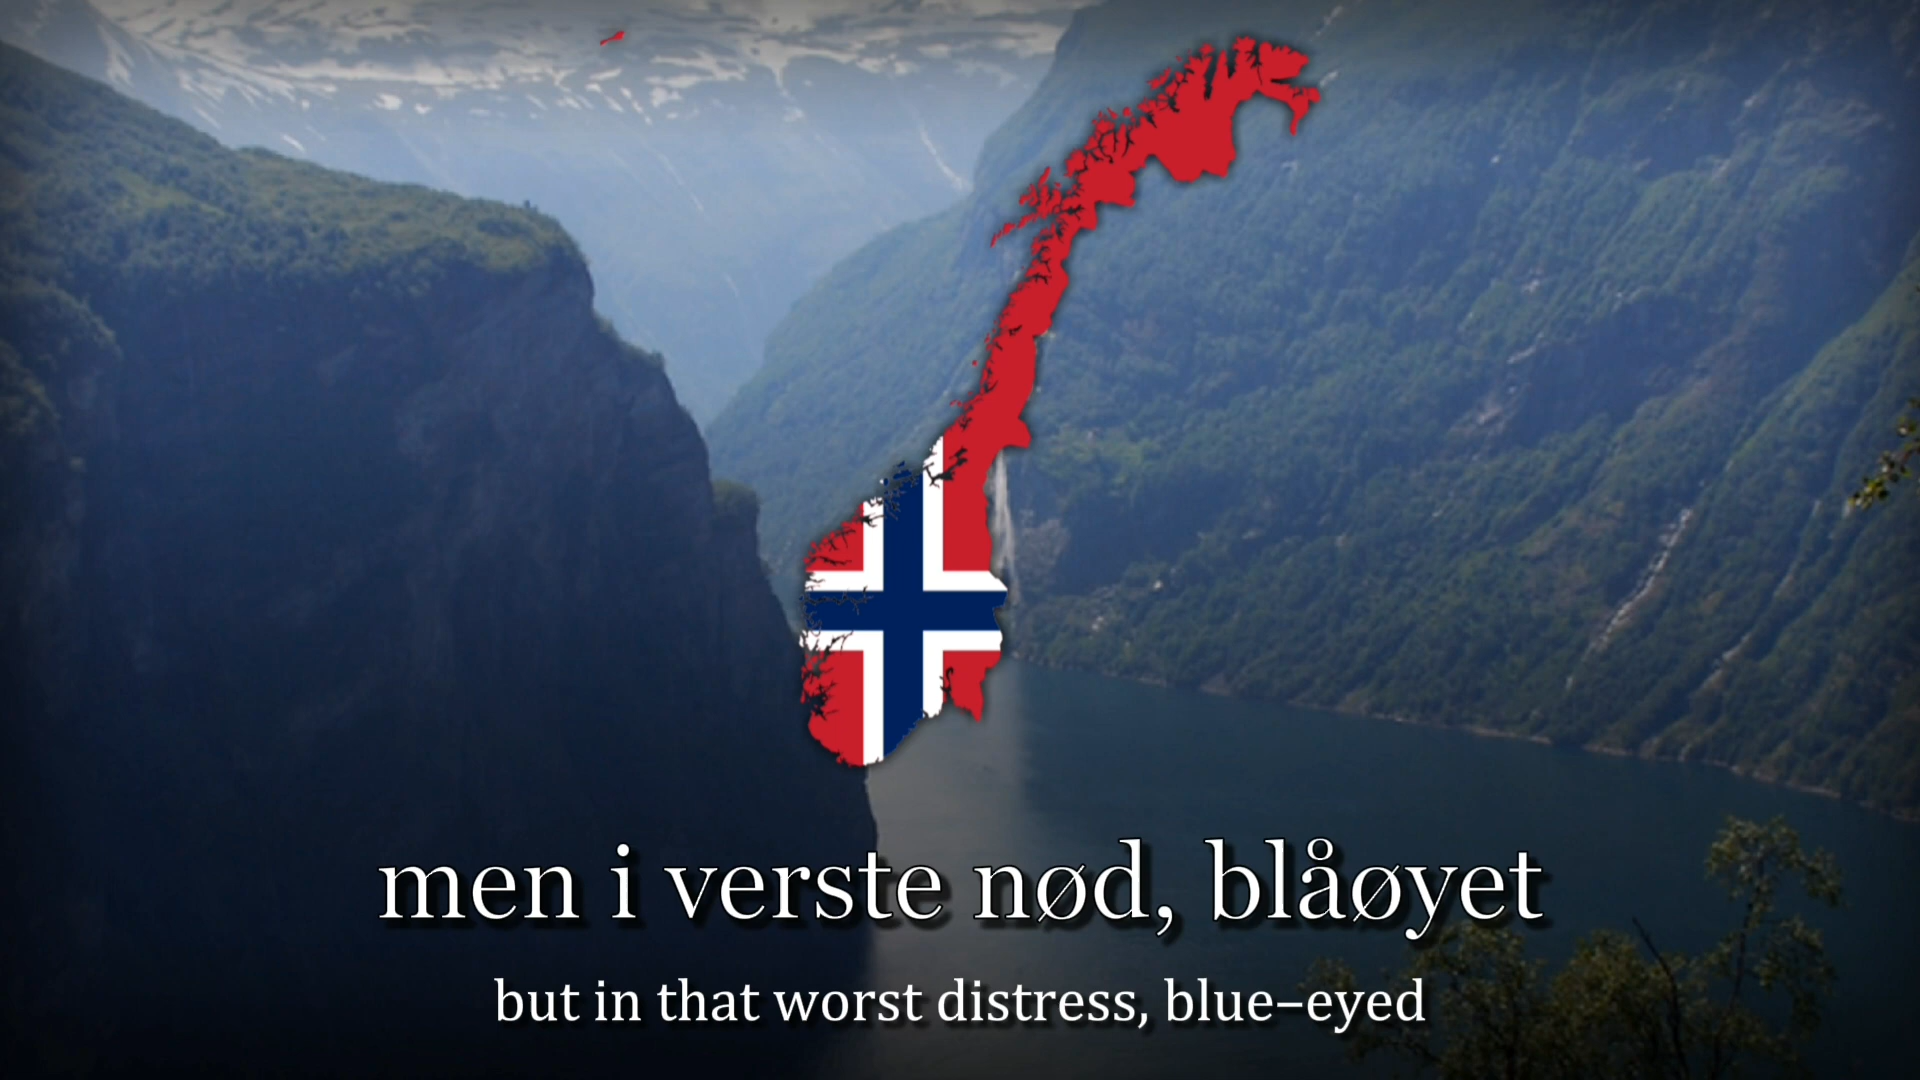 men i verste nød, blåøyet
but in that worst distress, blue–eyed